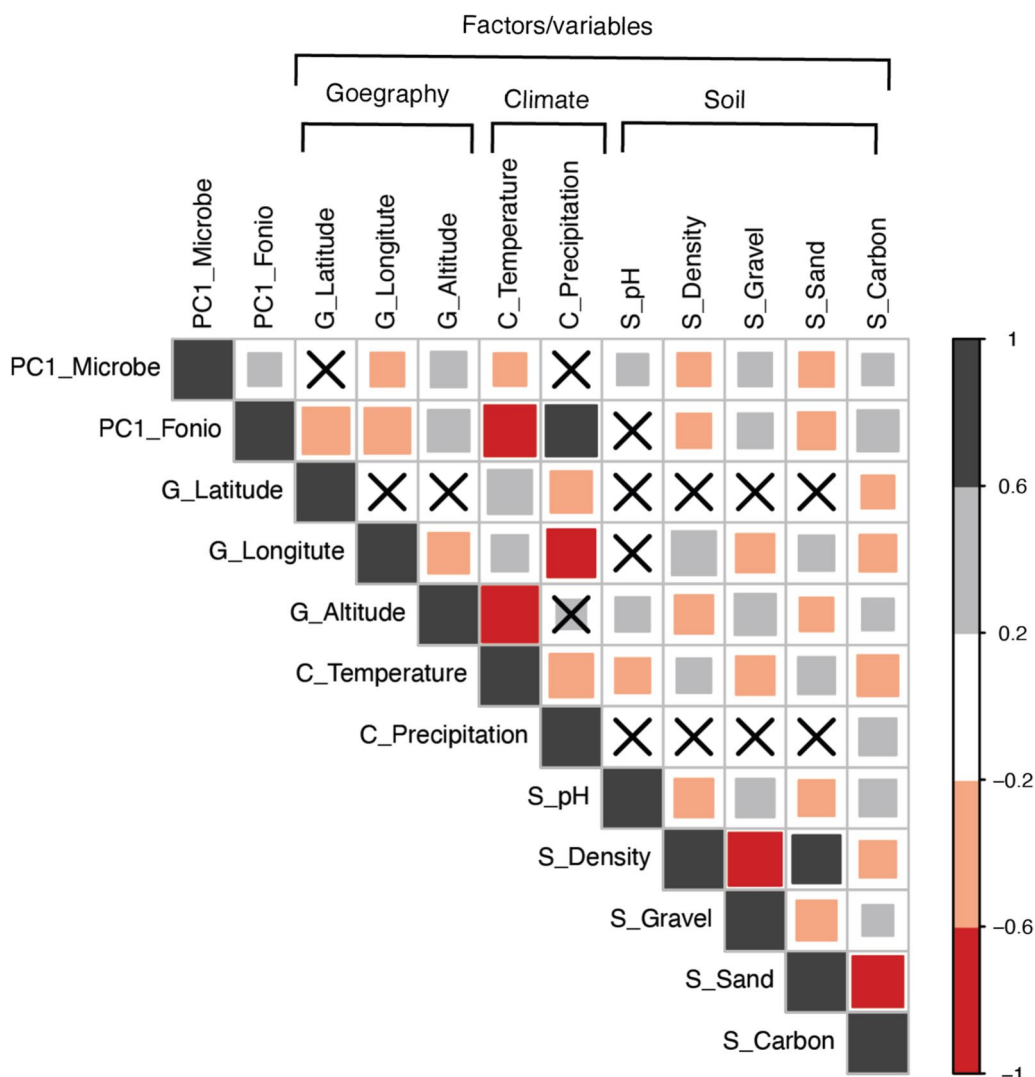 Factors/variables
Goegraphy
Climate
Soil
PC1_Microbe
PC1_Fonio
G_Latitude
G_Longitute
G_Altitude
C_Temperature
C_Precipitation
S_pH
S_Density
S_Gravel
S_Sand
S_Carbon
PC1_Microbe
PC1_Fonio
G_Latitude
G_Longitute
G_Altitude
C_Temperature
C_Precipitation
S_pH
S_Density
S_Gravel
S_Sand
S_Carbon
1
0.6
0.2
−0.2
−0.6
−1